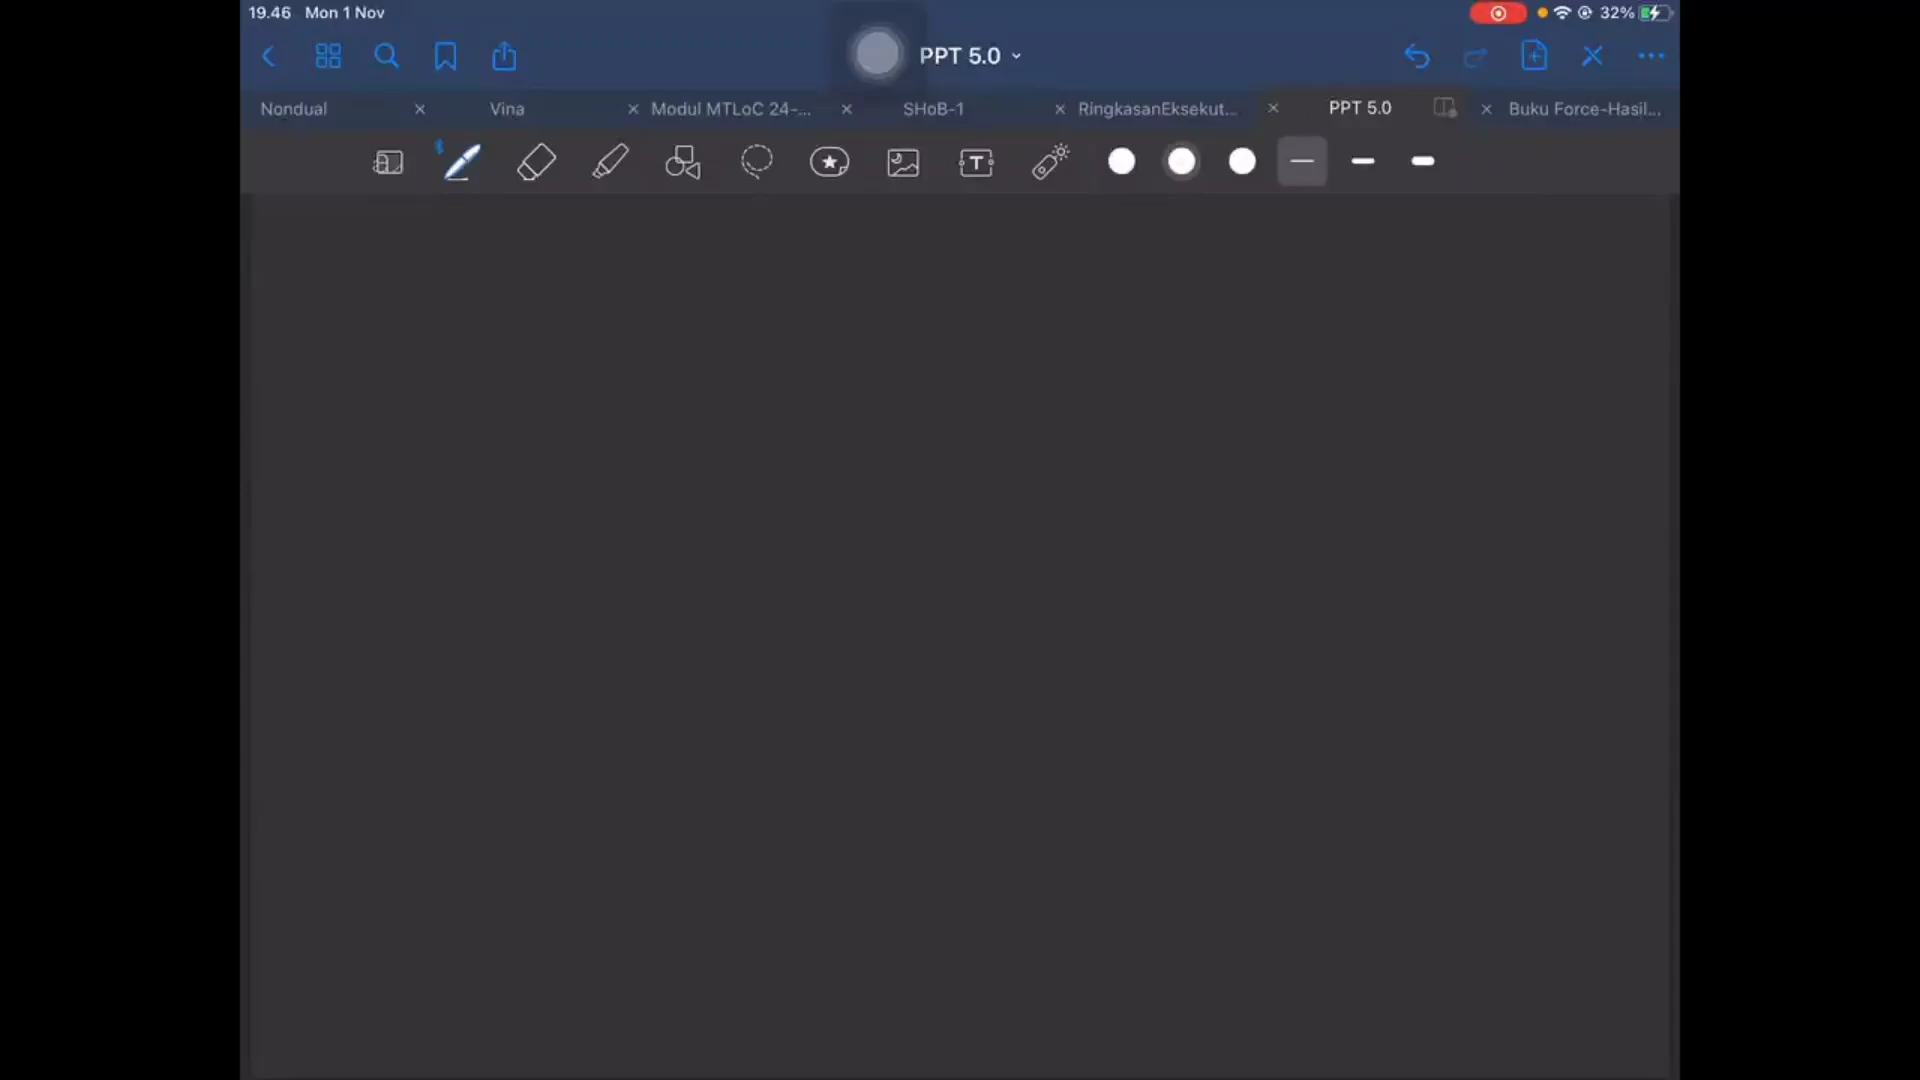 19.46 Mon 1 Nov
32%
PPT 5.0
Nondual
Vina
Modul MTLoC 24-...
SHoB-1
RingkasanEksekut...
PPT 5.0
Buku Force-Hasil...
T